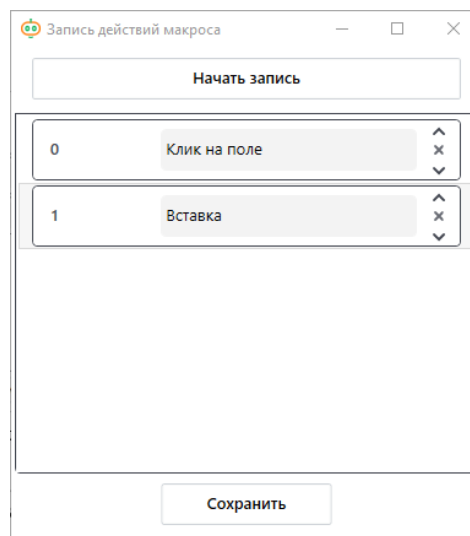 Запись действий макроса
Начать запись
0 Клик на поле
1 Вставка
Сохранить